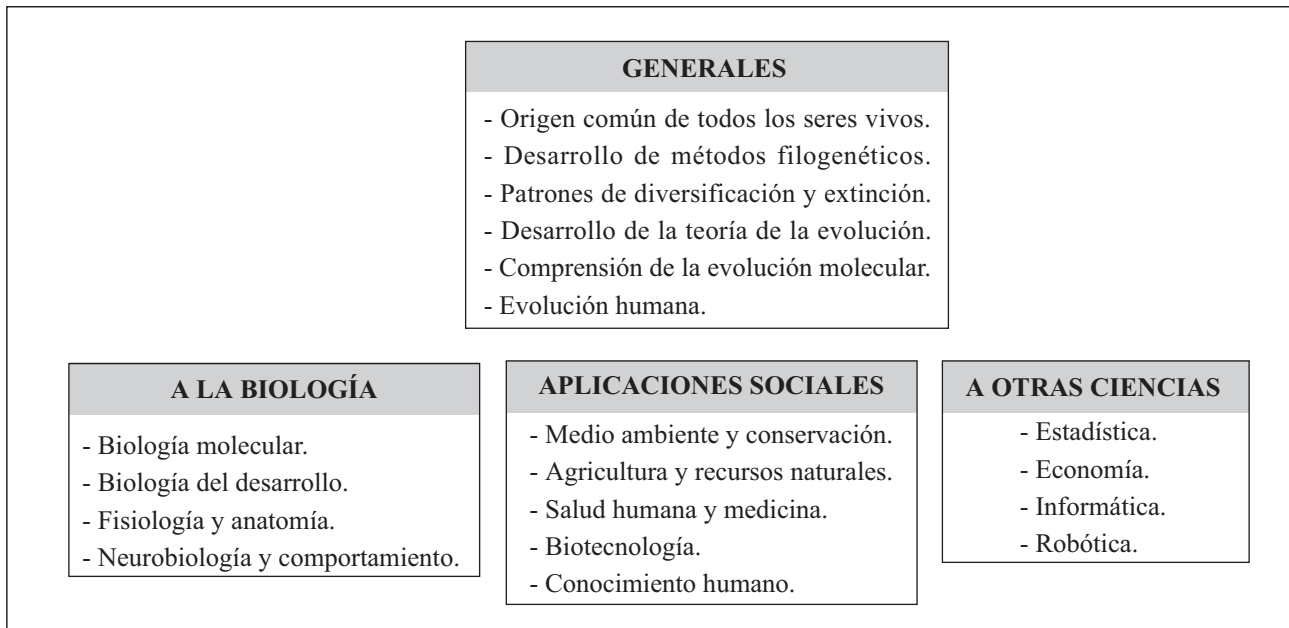 GENERALES
- Origen común de todos los seres vivos.
- Desarrollo de métodos filogenéticos.
- Patrones de diversificación y extinción.
- Desarrollo de la teoría de la evolución.
- Comprensión de la evolución molecular.
- Evolución humana.
A LA BIOLOGÍA
- Biología molecular.
- Biología del desarrollo.
- Fisiología y anatomía.
- Neurobiología y comportamiento.
APLICACIONES SOCIALES
- Medio ambiente y conservación.
- Agricultura y recursos naturales.
- Salud humana y medicina.
- Biotecnología.
- Conocimiento humano.
A OTRAS CIENCIAS
- Estadística.
- Economía.
- Informática.
- Robótica.